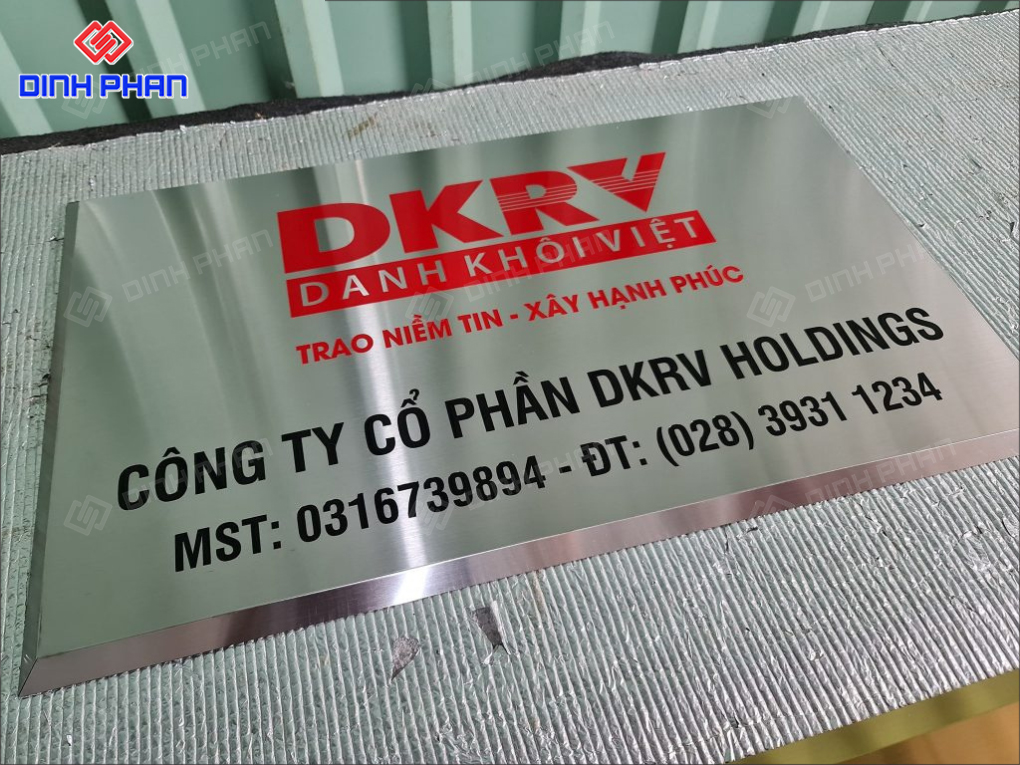 DINH PHAN
DKRV
DANH KHÔI VIỆT
TRAO NIỀM TIN - XÂY HẠNH PHÚC
CÔNG TY CỔ PHẦN DKRV HOLDINGS
MST: 0316739894 - ĐT: (028) 3931 1234